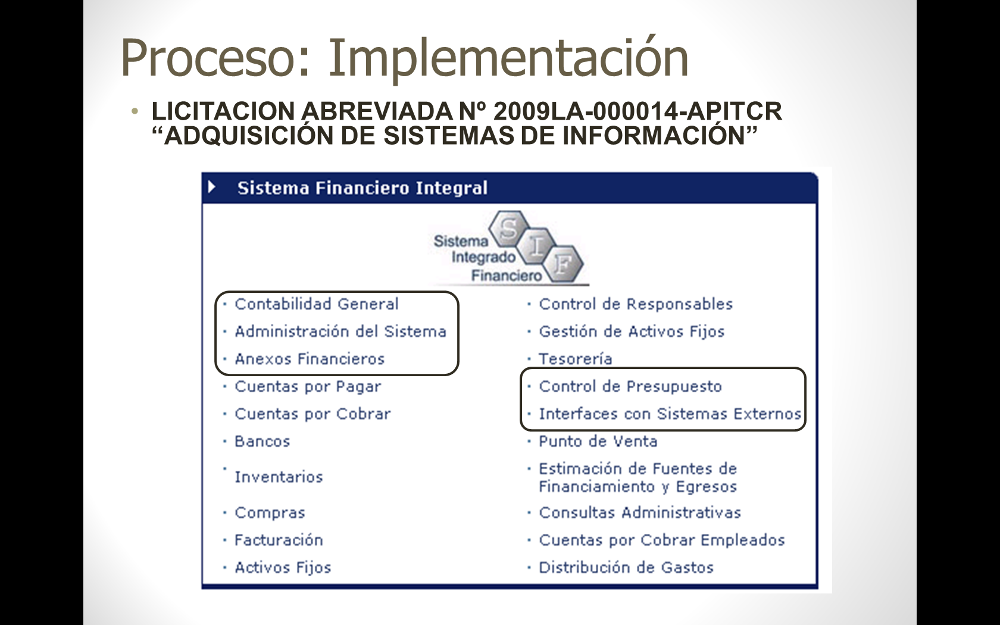 Proceso: Implementación
• LICITACION ABREVIADA Nº 2009LA-000014-APITCR
“ADQUISICIÓN DE SISTEMAS DE INFORMACIÓN”
Sistema Financiero Integral
Sistema
Integrado
Financiero
S
I
F
· Contabilidad General
· Administración del Sistema
· Anexos Financieros
· Cuentas por Pagar
· Cuentas por Cobrar
· Bancos
· Inventarios
· Compras
· Facturación
· Activos Fijos
· Control de Responsables
· Gestión de Activos Fijos
· Tesorería
· Control de Presupuesto
· Interfaces con Sistemas Externos
· Punto de Venta
· Estimación de Fuentes de
Financiamiento y Egresos
· Consultas Administrativas
· Cuentas por Cobrar Empleados
· Distribución de Gastos